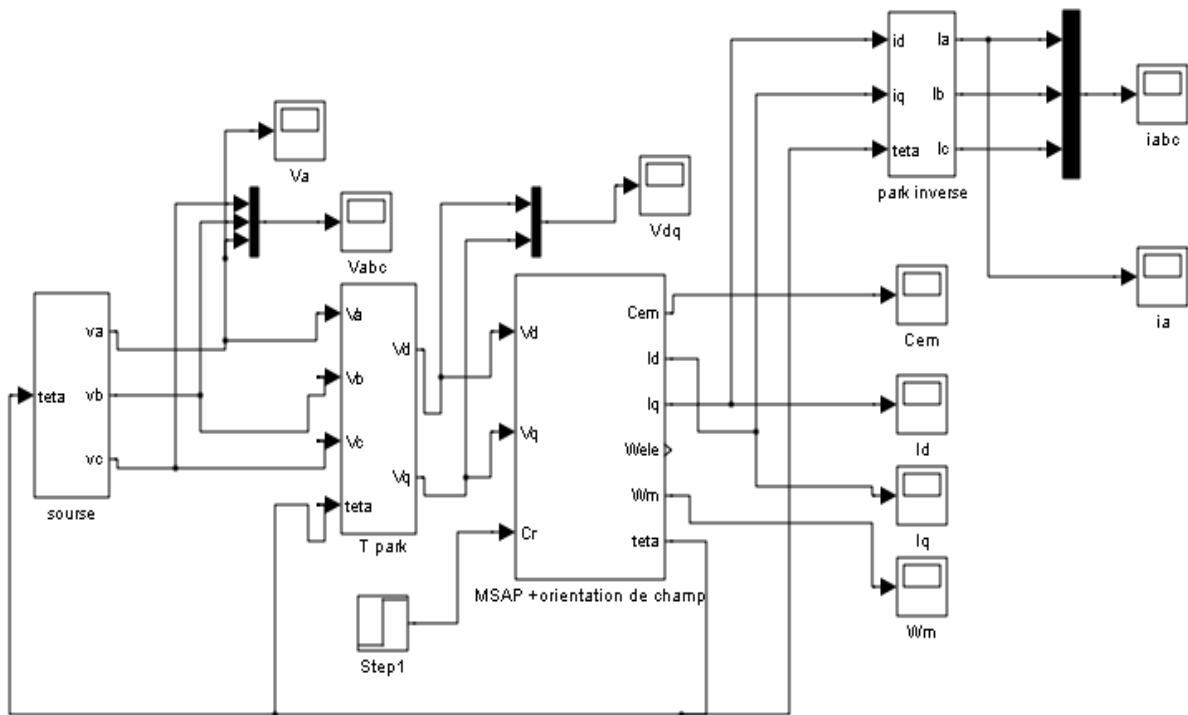 id
Ia
iq
Ib
teta
Ic
park inverse
iabc
ia
Va
Vabc
Vdq
va
teta
vb
vc
sourse
Va
Vb
Vc
teta
Vd
Vq
T park
Vd
Vq
Cr
Cem
Id
Iq
Wele
Wm
teta
MSAP +orientation de champ
Step1
Cem
Id
Iq
Wm